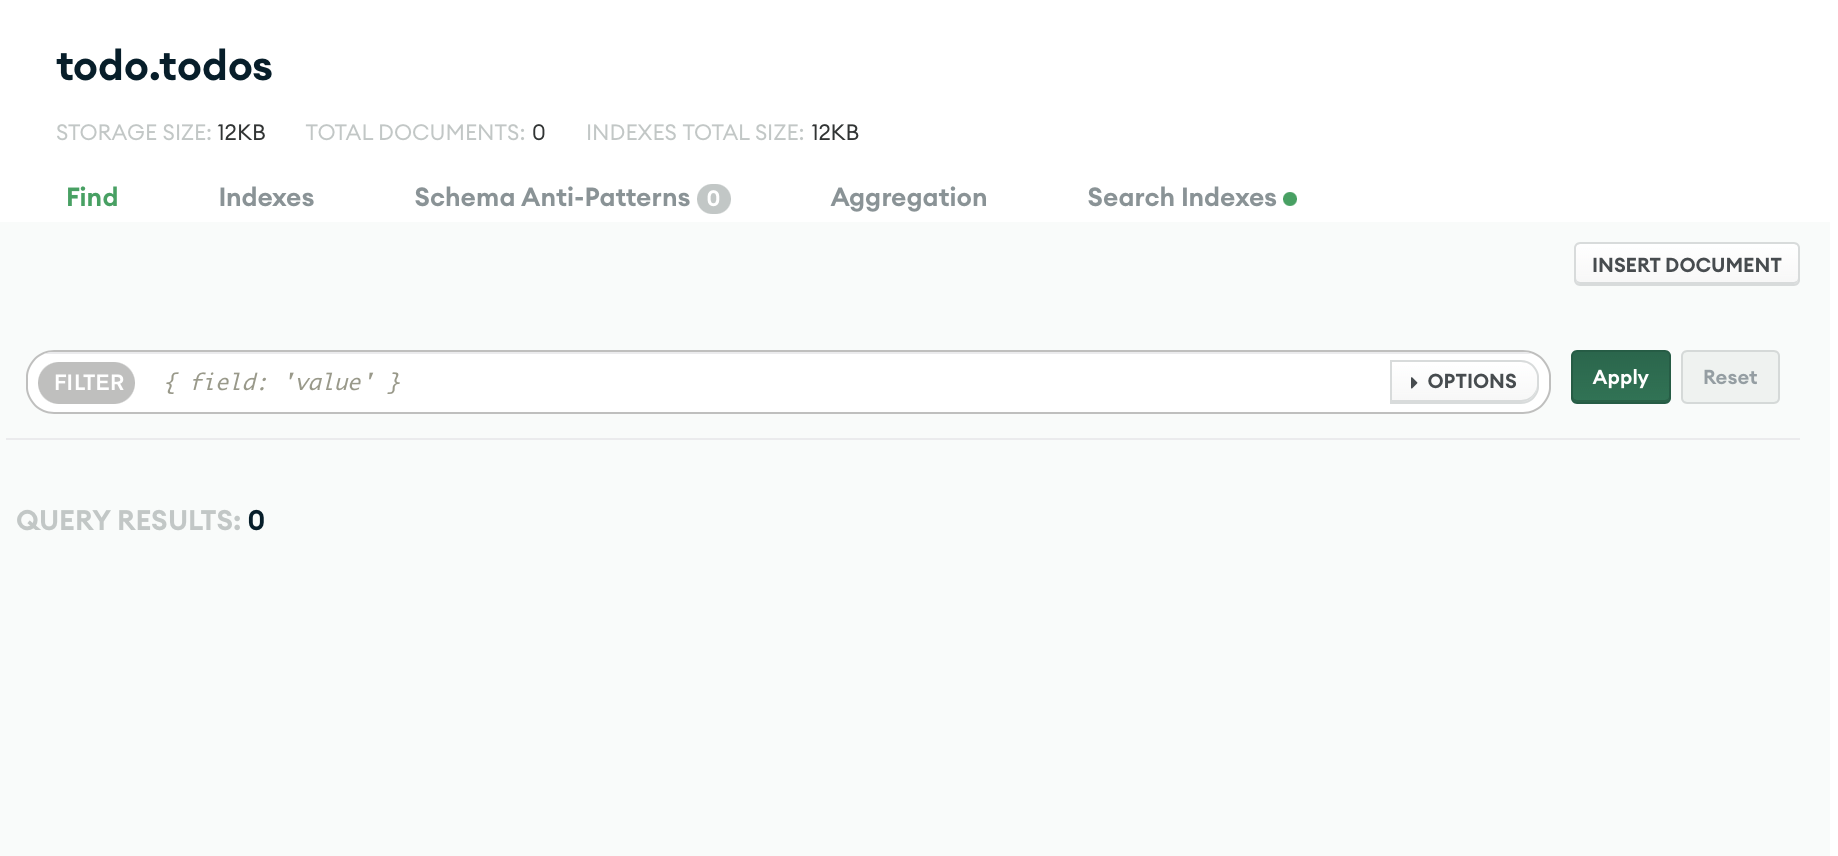 todo.todos
STORAGE SIZE: 12KB TOTAL DOCUMENTS: 0 INDEXES TOTAL SIZE: 12KB
Find Indexes Schema Anti-Patterns 0 Aggregation Search Indexes
INSERT DOCUMENT
FILTER { field: 'value' } OPTIONS Apply Reset
QUERY RESULTS: 0